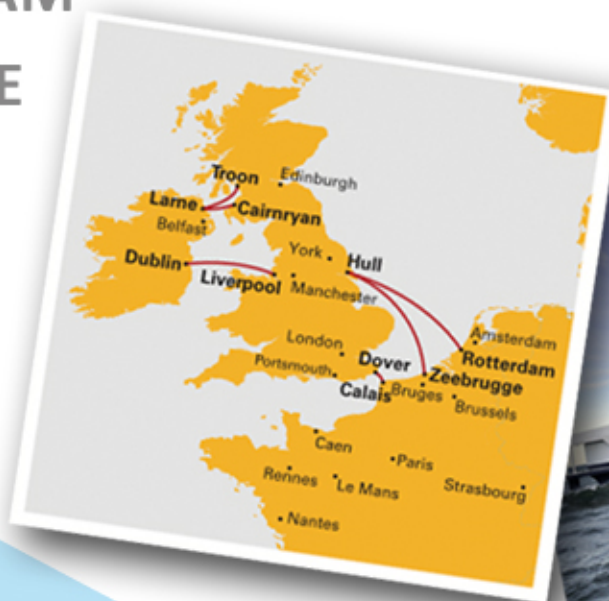 AM
E
Troon
Edinburgh
Larne
Cairnryan
Belfast
York
Hull
Dublin
Liverpool
Manchester
Amsterdam
London
Dover
Rotterdam
Portsmouth
Zeebrugge
Calais
Bruges
Brussels
Caen
Paris
Rennes
Le Mans
Strasbourg
Nantes